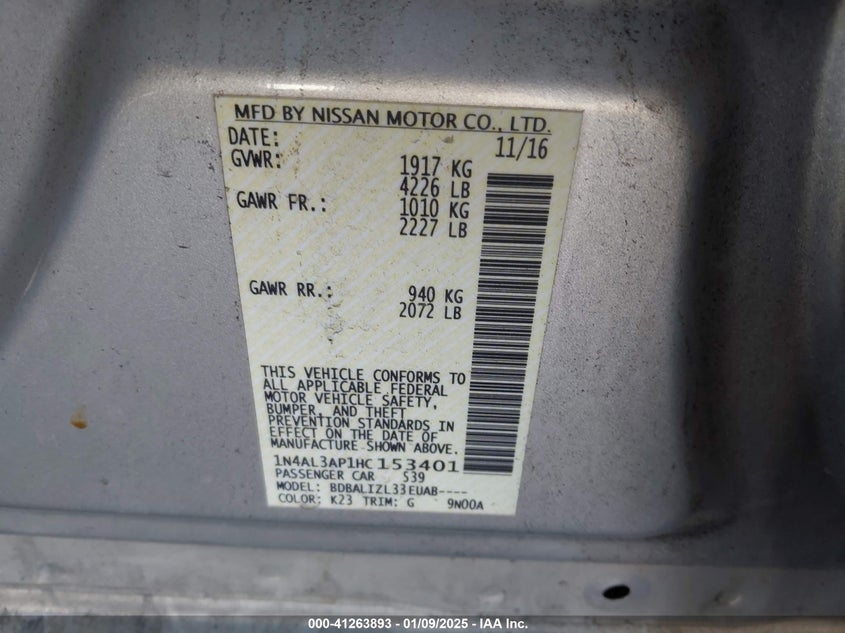 MFD BY NISSAN MOTOR CO., LTD.
DATE: 11/16
GVWR: 1917 KG
4226 LB
GAWR FR.: 1010 KG
2227 LB
GAWR RR.: 940 KG
2072 LB
THIS VEHICLE CONFORMS TO
ALL APPLICABLE FEDERAL
MOTOR VEHICLE SAFETY,
BUMPER, AND THEFT
PREVENTION STANDARDS IN
EFFECT ON THE DATE OF
MANUFACTURE SHOWN ABOVE.
1N4AL3AP1HC153401
PASSENGER CAR 539
MODEL: BDBALIZL33EUAB----
COLOR: K23 TRIM: G 9N00A
000-41263893 - 01/09/2025 - IAA Inc.